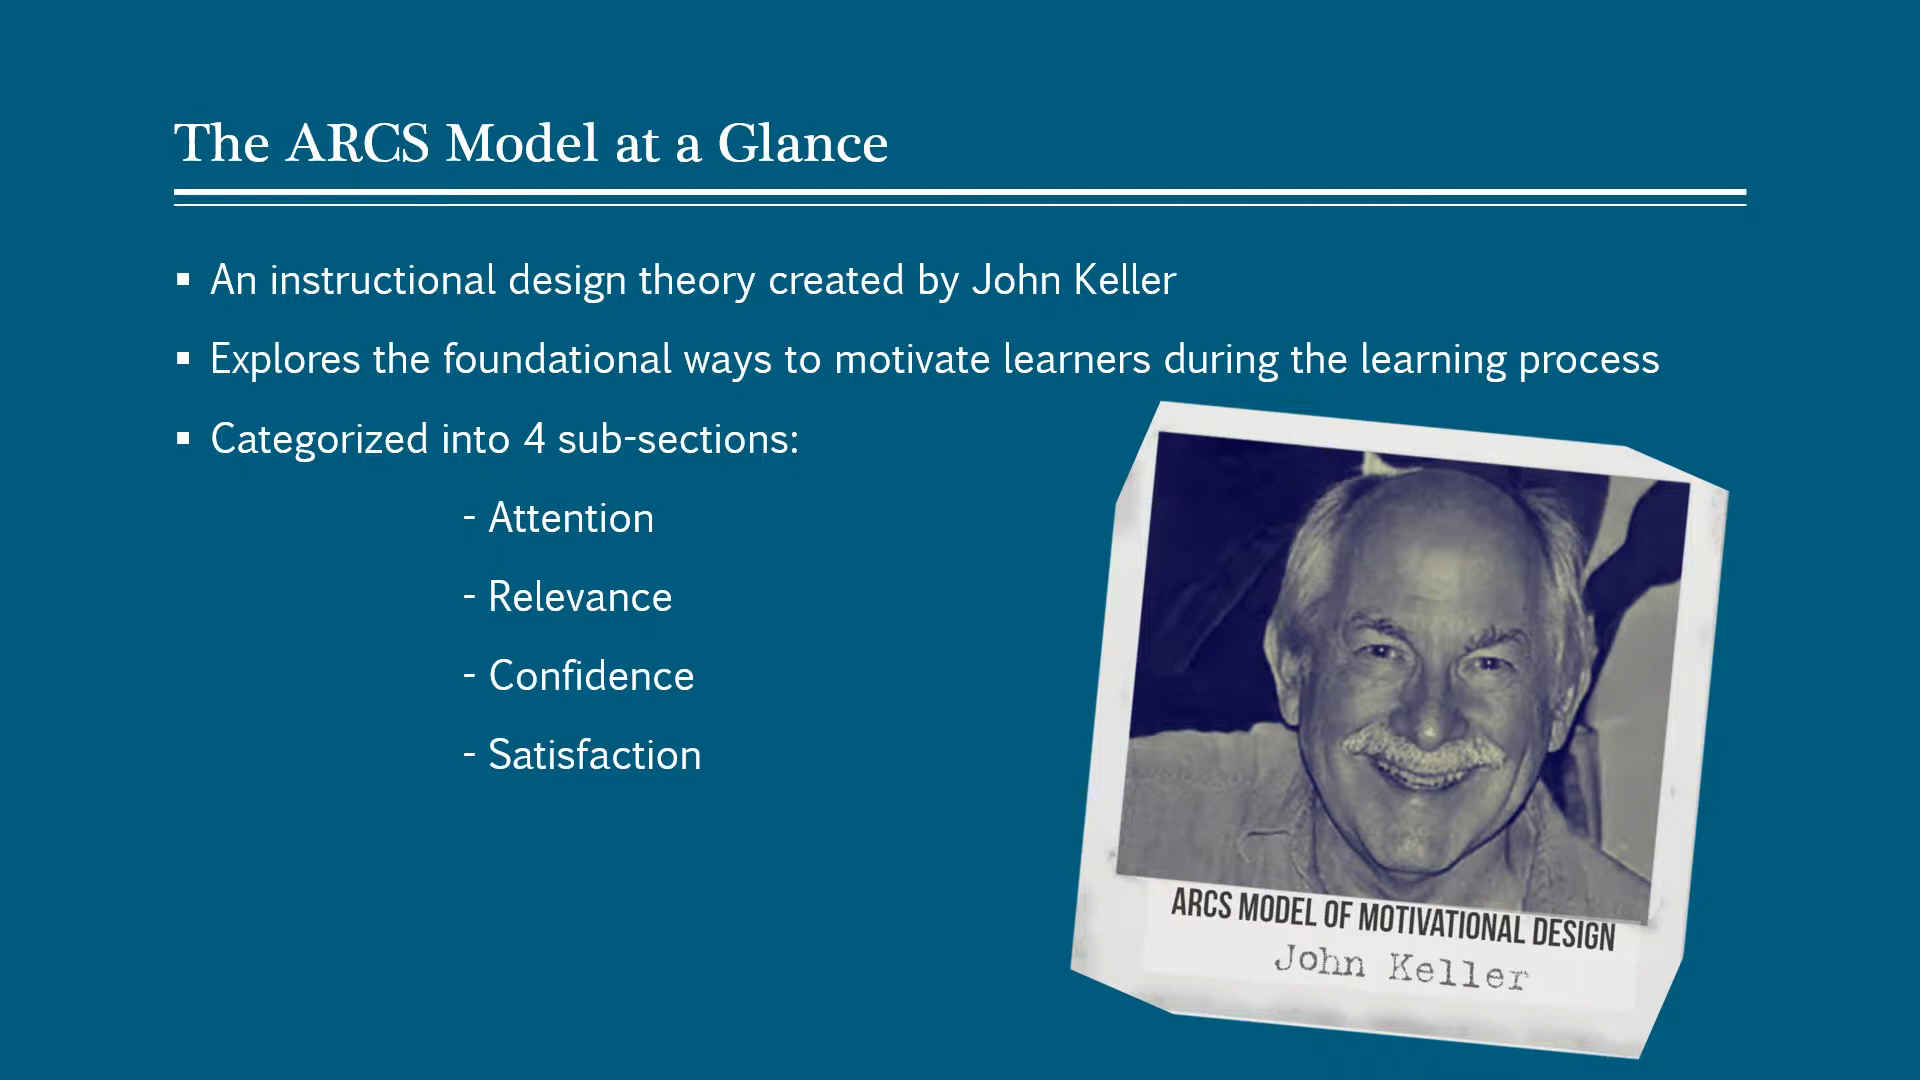 The ARCS Model at a Glance
▪ An instructional design theory created by John Keller
▪ Explores the foundational ways to motivate learners during the learning process
▪ Categorized into 4 sub-sections:
- Attention
- Relevance
- Confidence
- Satisfaction
ARCS MODEL OF MOTIVATIONAL DESIGN
John Keller